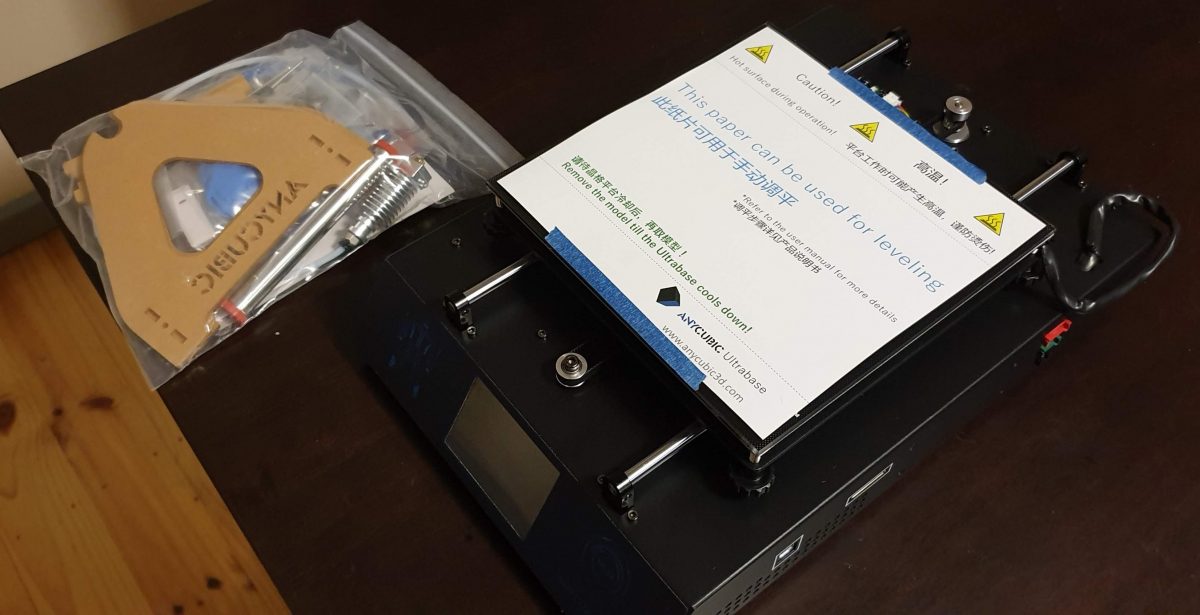 Caution!
高温!
Hot surface during operation!
平台工作时可能产生高温,谨防烫伤!
This paper can be used for leveling
此纸片可用于手动调平
*Refer to the user manual for more details
*调平步骤详见产品说明书
请待晶格平台冷却后,再取模型!
Remove the model till the Ultrabase cools down!
ANYCUBIC Ultrabase
www.anycubic3d.com
ANYCUBIC